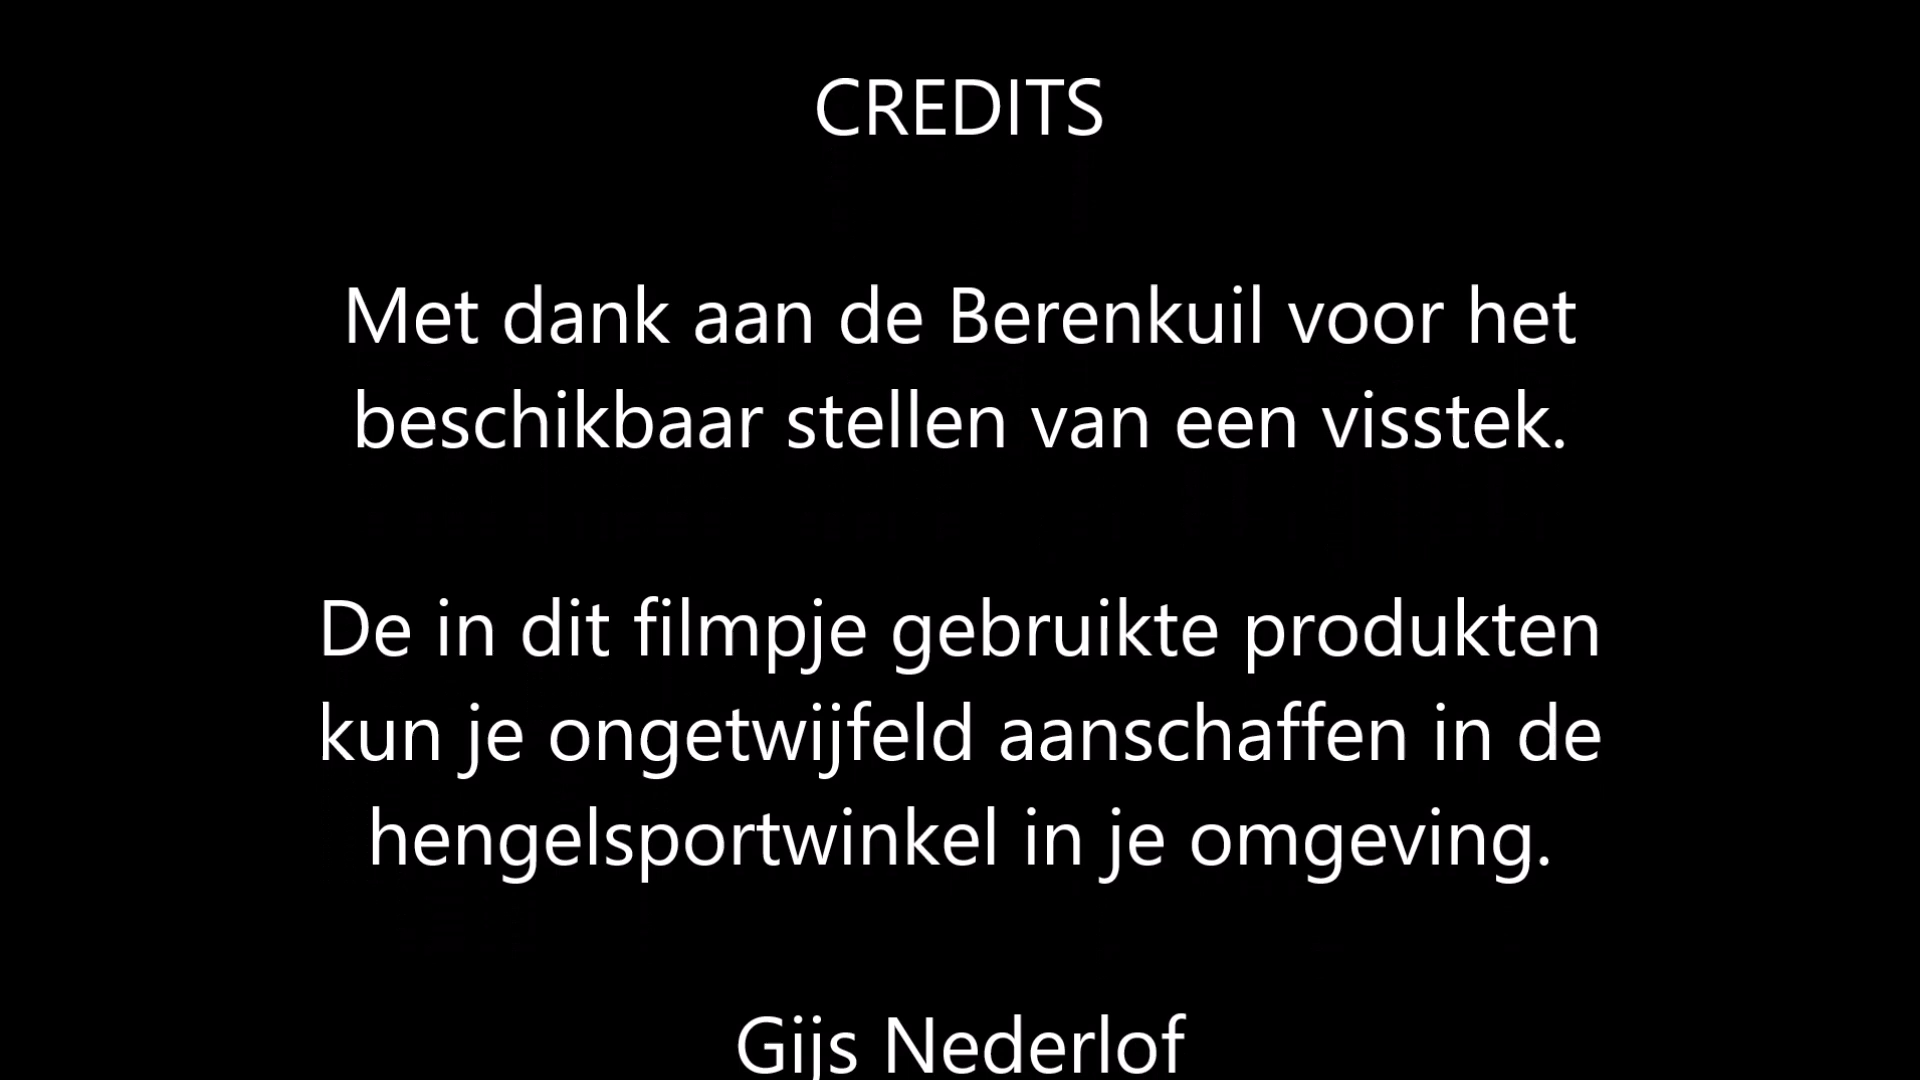 CREDITS
Met dank aan de Berenkuil voor het
beschikbaar stellen van een visstek.
De in dit filmpje gebruikte produkten
kun je ongetwijfeld aanschaffen in de
hengelsportwinkel in je omgeving.
Gijs Nederlof